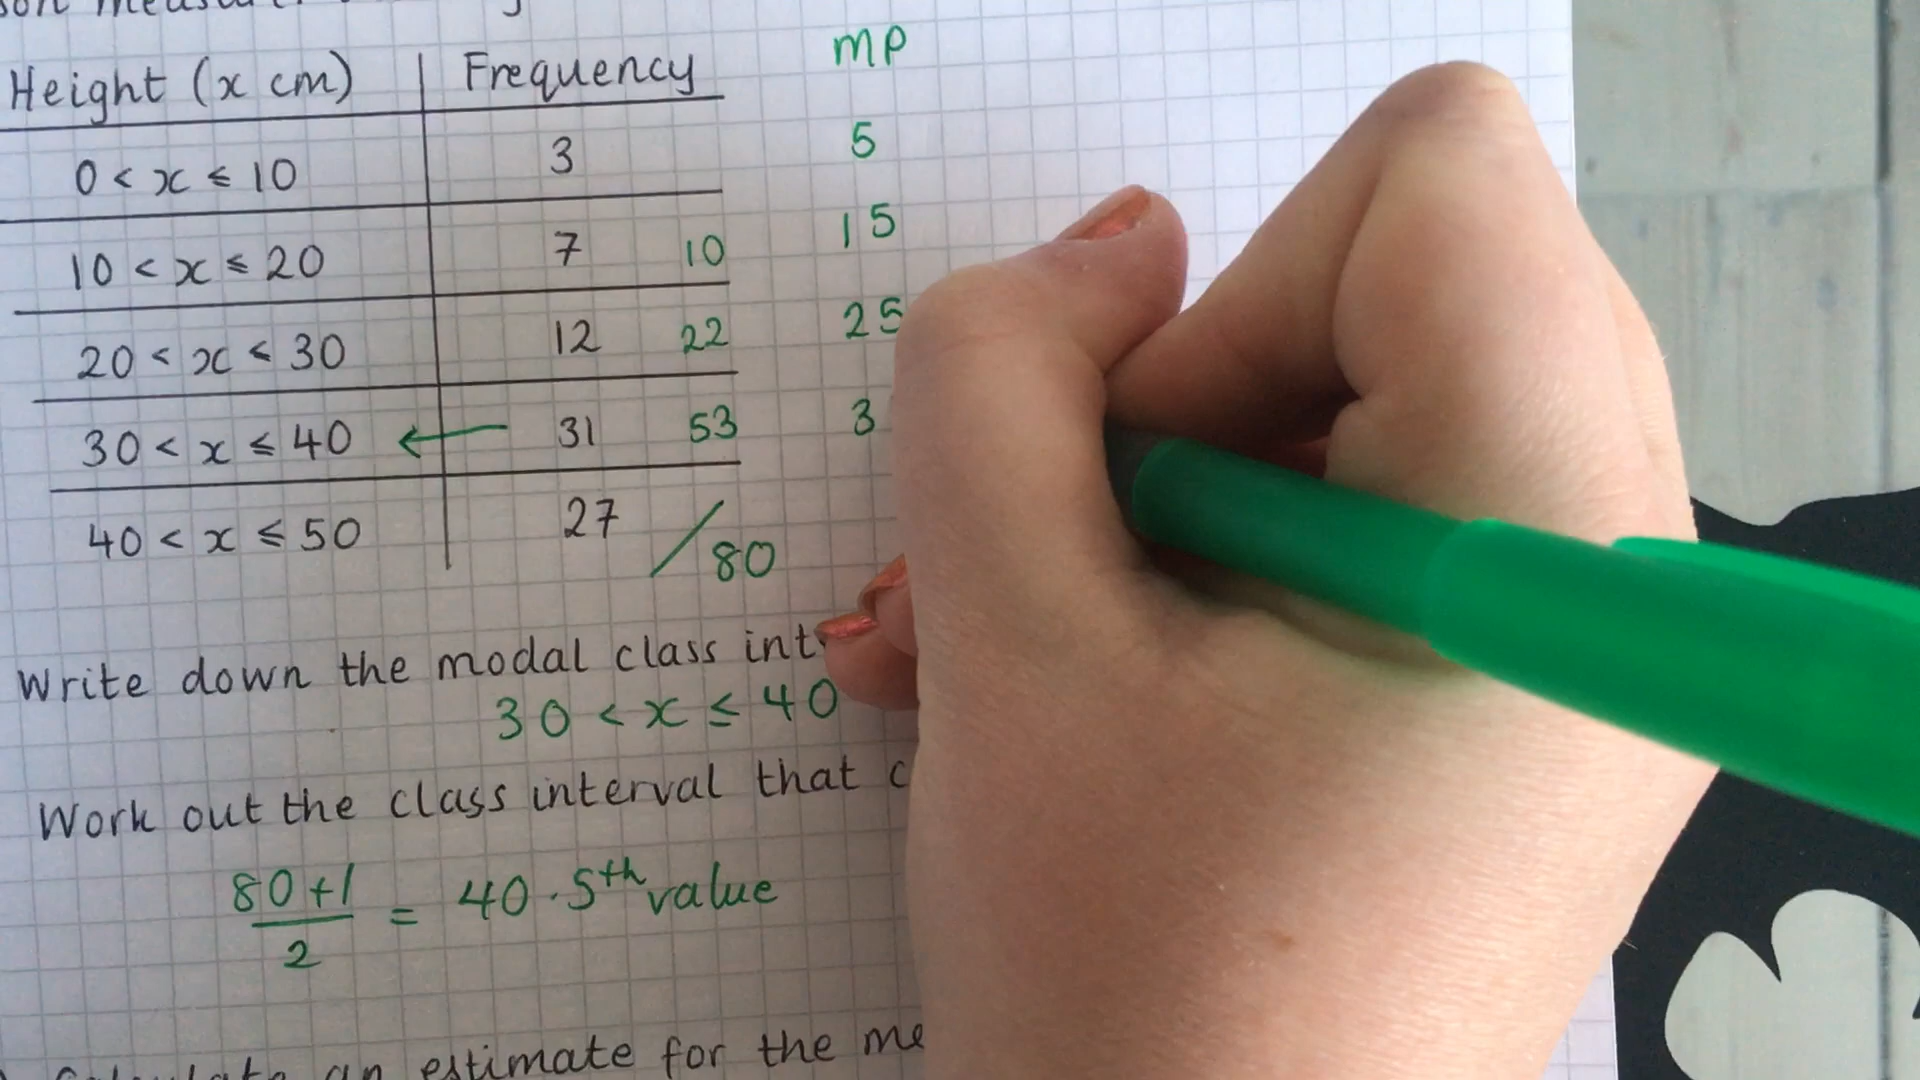 Height (x cm) Frequency mp
0 < x ≤ 10 3 5
10 < x ≤ 20 7 10 15
20 < x < 30 12 22 25
30 < x ≤ 40 ← 31 53 3
40 < x ≤ 50 27 / 80
Write down the modal class int
30 < x ≤ 40
Work out the class interval that c
80+1
2
= 40.5th value
an estimate for the me